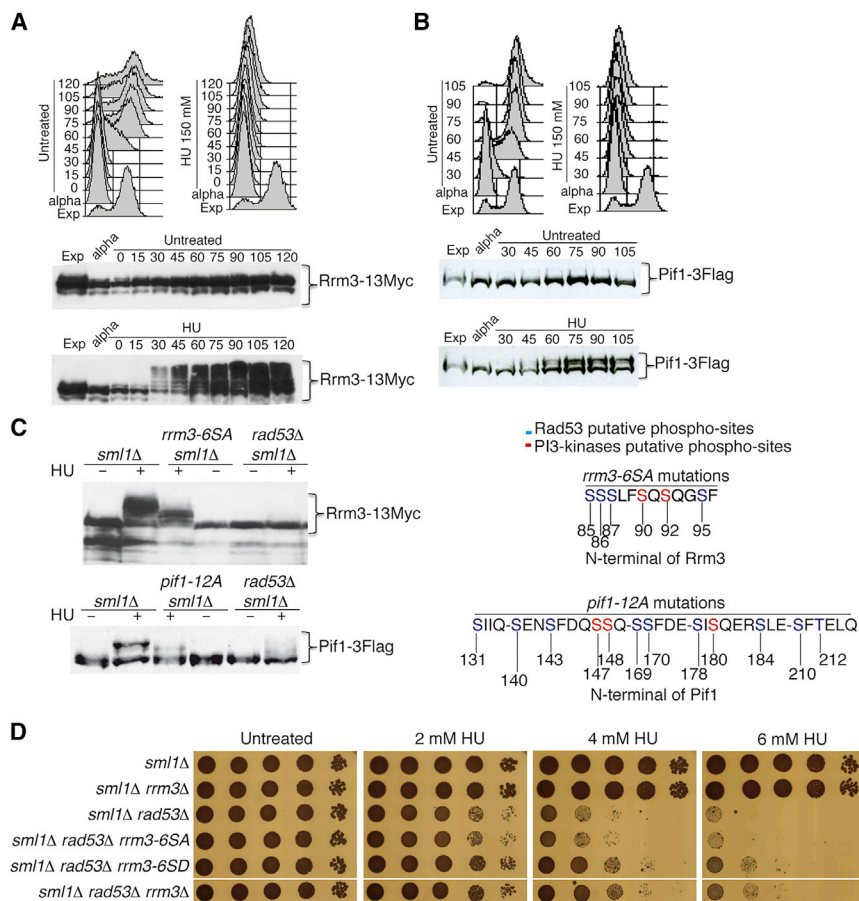 A
Untreated
120
105
90
75
60
45
30
15
0
alpha
Exp
HU 150 mM
Untreated
Exp alpha 0 15 30 45 60 75 90 105 120
Rrm3-13Myc
HU
Exp alpha 0 15 30 45 60 75 90 105 120
Rrm3-13Myc
B
Untreated
105
90
75
60
45
30
alpha
Exp
HU 150 mM
Untreated
Exp alpha 30 45 60 75 90 105
Pif1-3Flag
HU
Exp alpha 30 45 60 75 90 105
Pif1-3Flag
C
rrm3-6SA rad53Δ
sml1Δ sml1Δ sml1Δ
HU – + + – – +
Rrm3-13Myc
pif1-12A rad53Δ
sml1Δ sml1Δ sml1Δ
HU – + + – – +
Pif1-3Flag
Rad53 putative phospho-sites
PI3-kinases putative phospho-sites
rrm3-6SA mutations
SSSLFSQSQGSF
85 86 87 90 92 95
N-terminal of Rrm3
pif1-12A mutations
SIIQ-SENSFDQSSQ-SSFDE-SISQERSLE-SFTELQ
131 140 143 147 148 169 170 178 180 184 210 212
N-terminal of Pif1
D
Untreated 2 mM HU 4 mM HU 6 mM HU
sml1Δ
sml1Δ rrm3Δ
sml1Δ rad53Δ
sml1Δ rad53Δ rrm3-6SA
sml1Δ rad53Δ rrm3-6SD
sml1Δ rad53Δ rrm3Δ